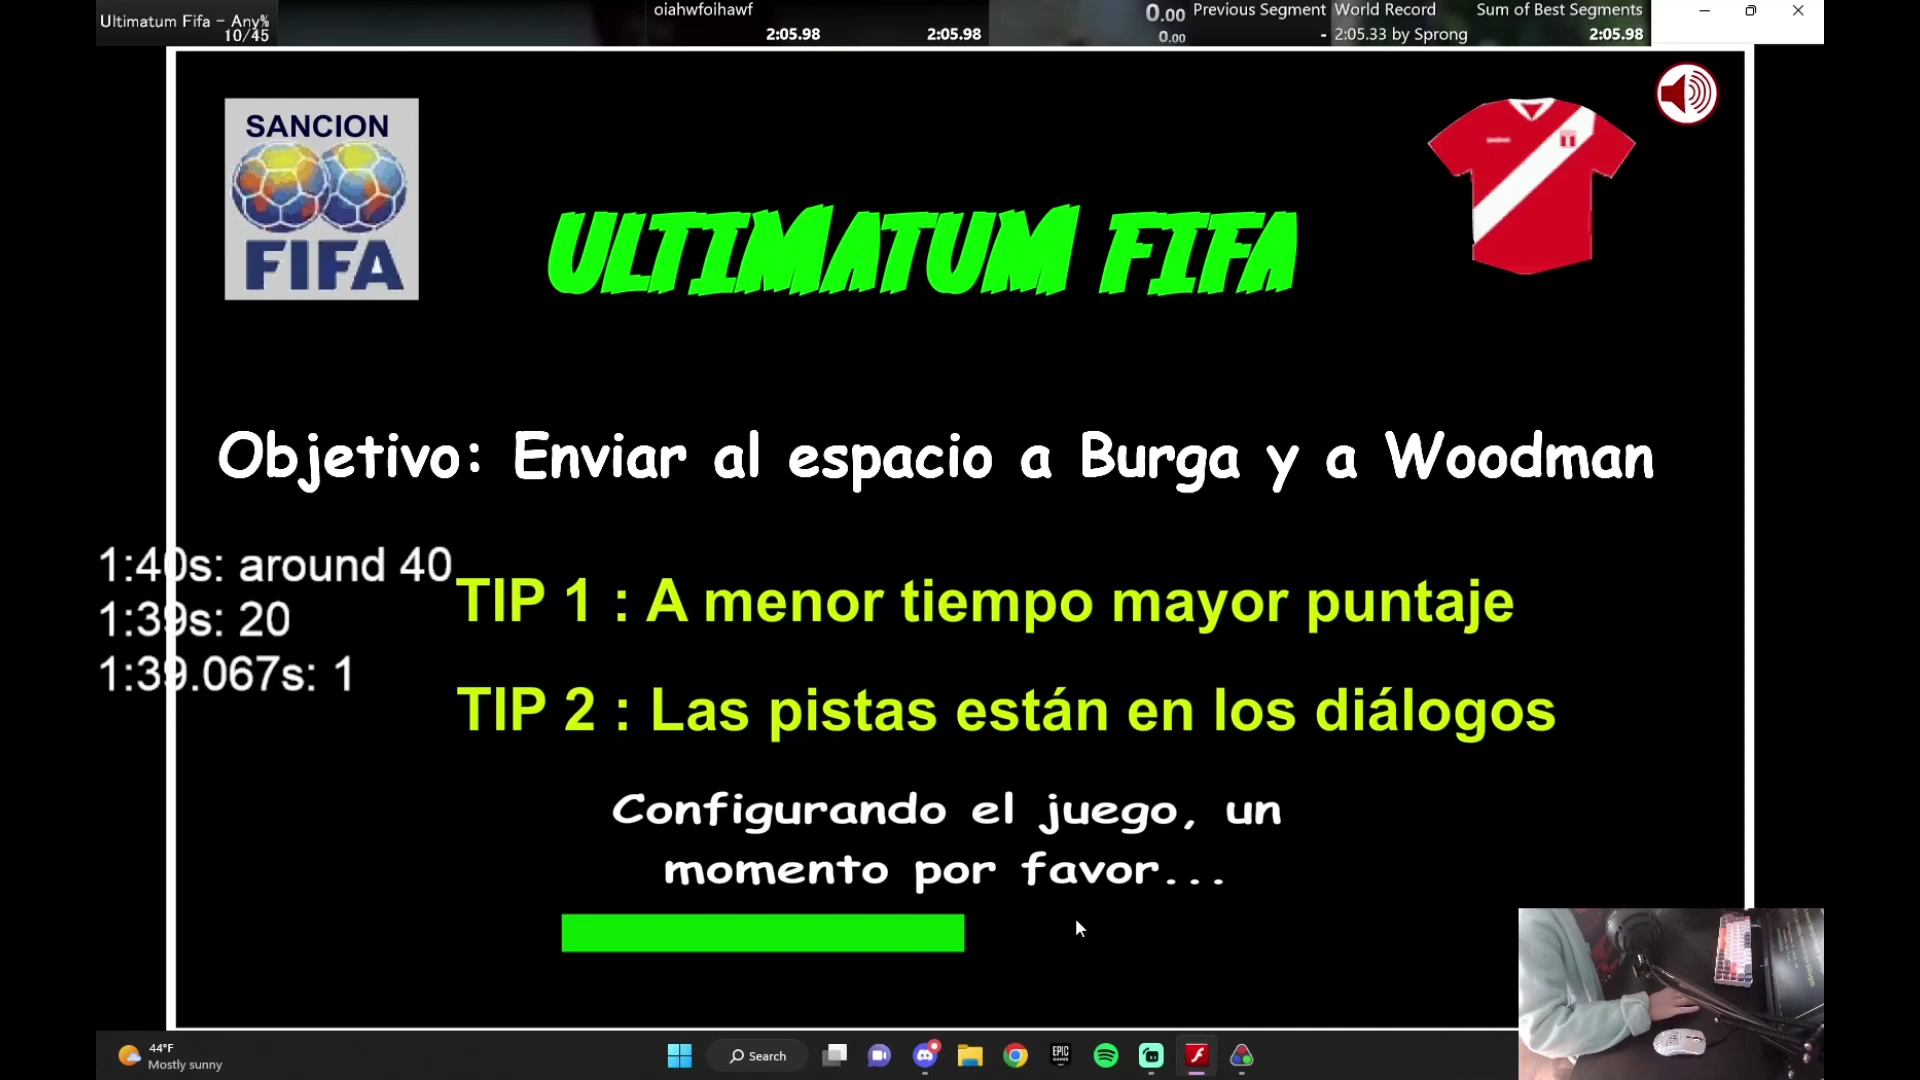 Ultimatum Fifa - Any%
10/45
oiahwfoihawf
2:05.98 2:05.98
0.00
0.00
Previous Segment
-
World Record
2:05.33 by Sprong
Sum of Best Segments
2:05.98
SANCION
FIFA
ULTIMATUM FIFA
Objetivo: Enviar al espacio a Burga y a Woodman
1:40s: around 40
1:39s: 20
1:39.067s: 1
TIP 1 : A menor tiempo mayor puntaje
TIP 2 : Las pistas están en los diálogos
Configurando el juego, un
momento por favor...
44°F
Mostly sunny
Search
EPIC
GAMES